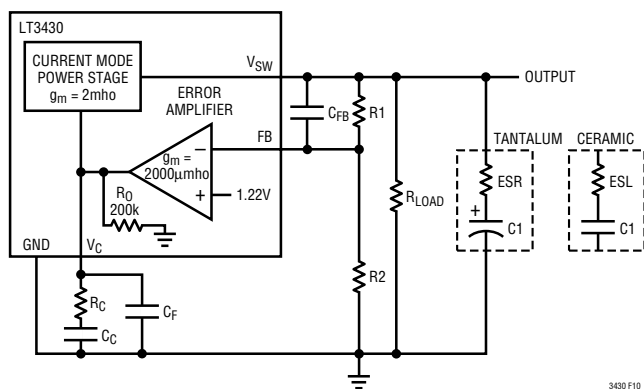 LT3430
CURRENT MODE
POWER STAGE
gm = 2mho
VSW
OUTPUT
ERROR
AMPLIFIER
CFB
R1
FB
TANTALUM
CERAMIC
gm =
2000µmho
–
+
1.22V
RO
200k
RLOAD
ESR
ESL
+
C1
C1
GND
VC
R2
RC
CF
CC
3430 F10